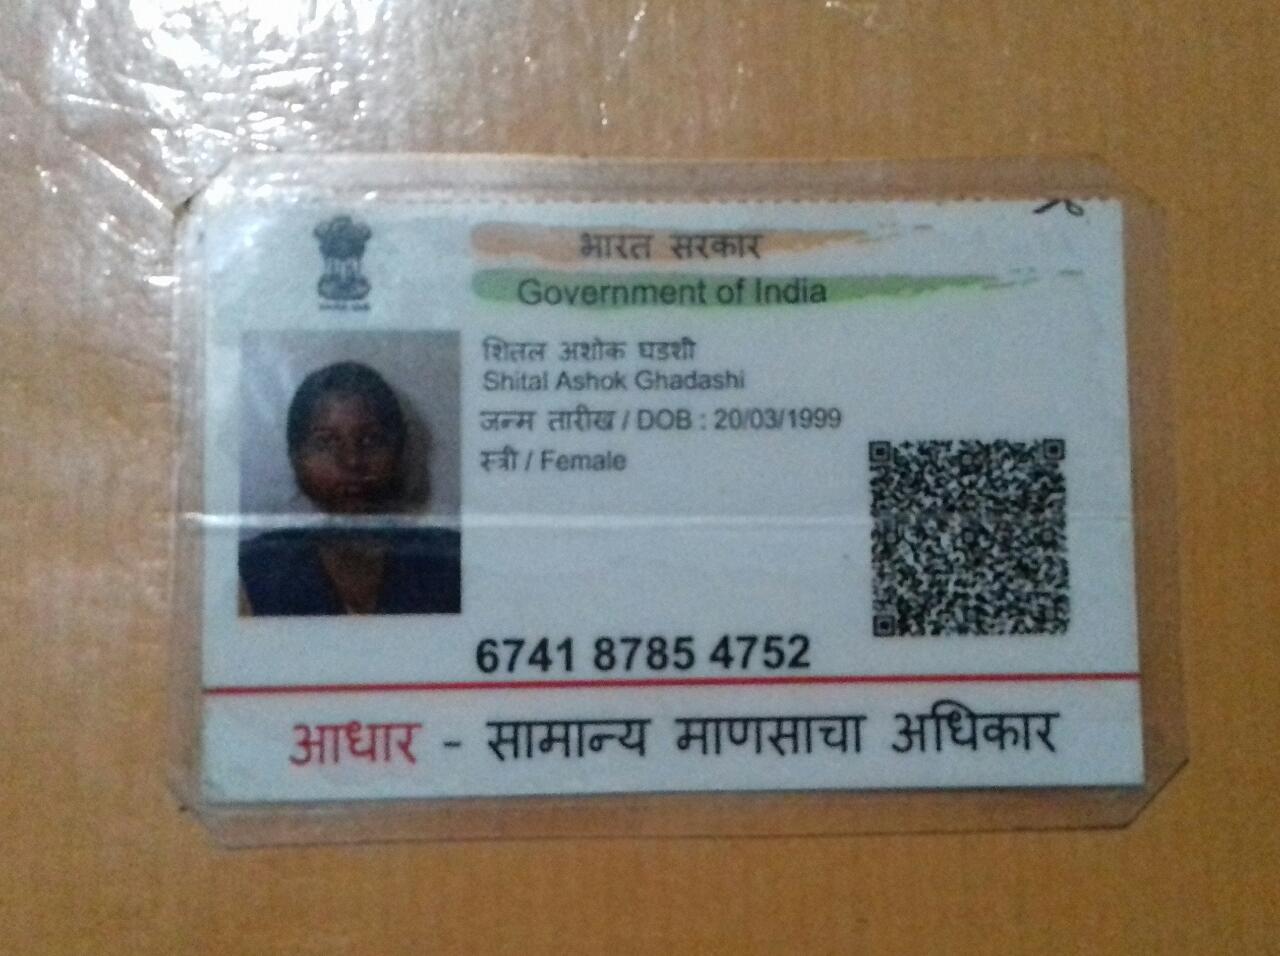 भारत सरकार
Government of India
शितल अशोक घडशी
Shital Ashok Ghadashi
जन्म तारीख / DOB : 20/03/1999
स्त्री / Female
6741 8785 4752
आधार - सामान्य माणसाचा अधिकार